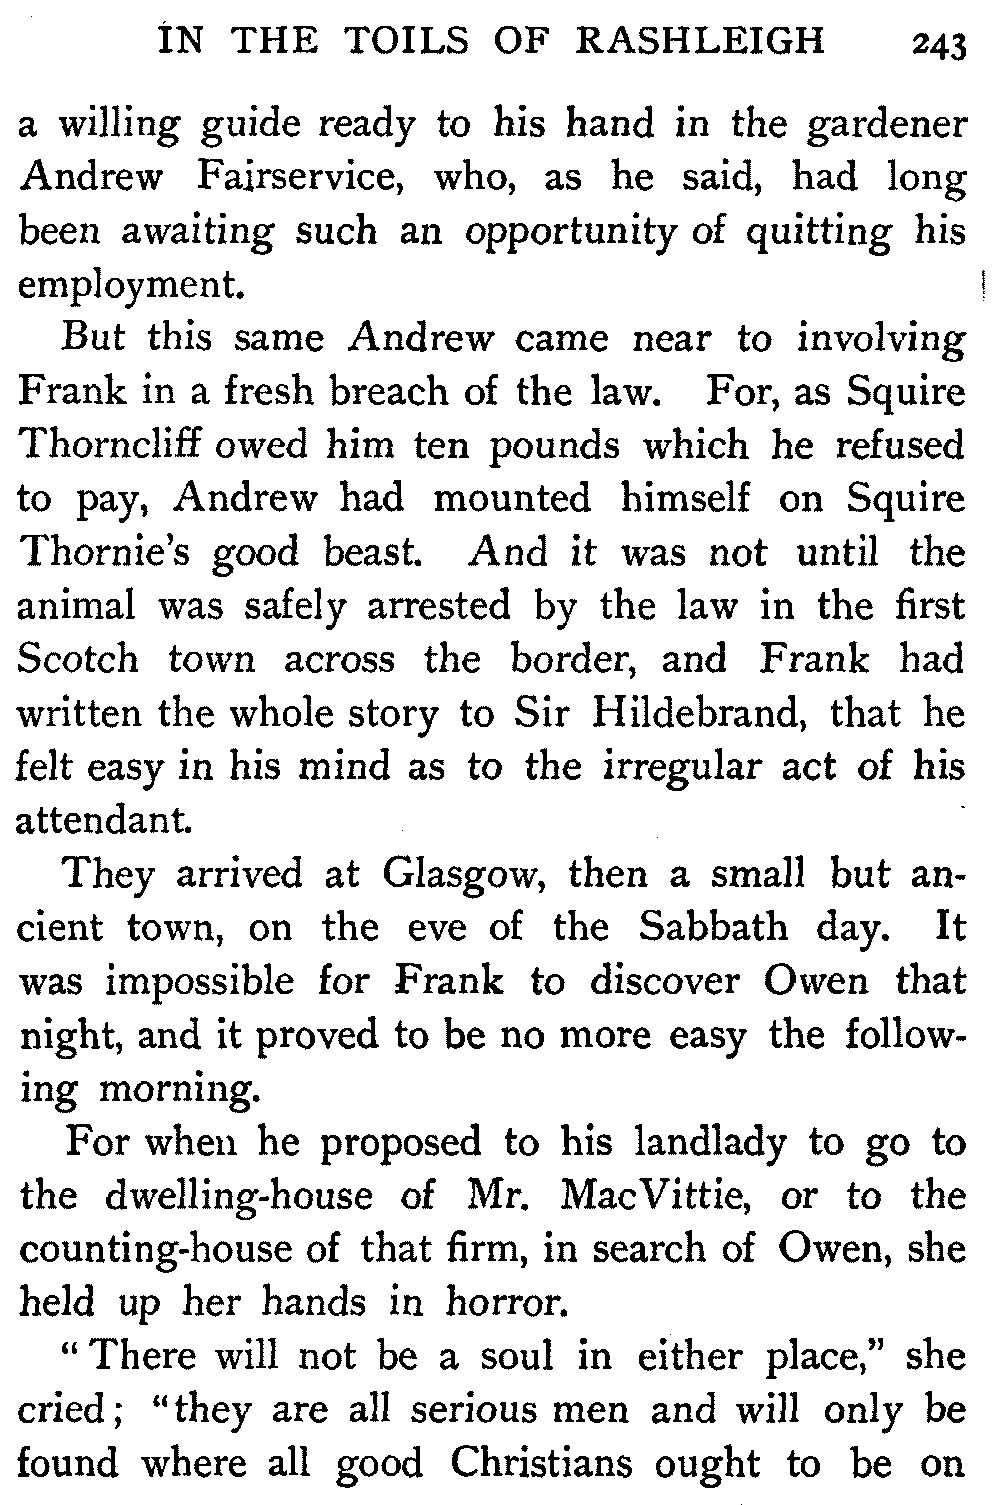 IN THE TOILS OF RASHLEIGH 243
a willing guide ready to his hand in the gardener
Andrew Fairservice, who, as he said, had long
been awaiting such an opportunity of quitting his
employment.
But this same Andrew came near to involving
Frank in a fresh breach of the law. For, as Squire
Thorncliff owed him ten pounds which he refused
to pay, Andrew had mounted himself on Squire
Thornie's good beast. And it was not until the
animal was safely arrested by the law in the first
Scotch town across the border, and Frank had
written the whole story to Sir Hildebrand, that he
felt easy in his mind as to the irregular act of his
attendant.
They arrived at Glasgow, then a small but an-
cient town, on the eve of the Sabbath day. It
was impossible for Frank to discover Owen that
night, and it proved to be no more easy the follow-
ing morning.
For when he proposed to his landlady to go to
the dwelling-house of Mr. MacVittie, or to the
counting-house of that firm, in search of Owen, she
held up her hands in horror.
"There will not be a soul in either place," she
cried; "they are all serious men and will only be
found where all good Christians ought to be on